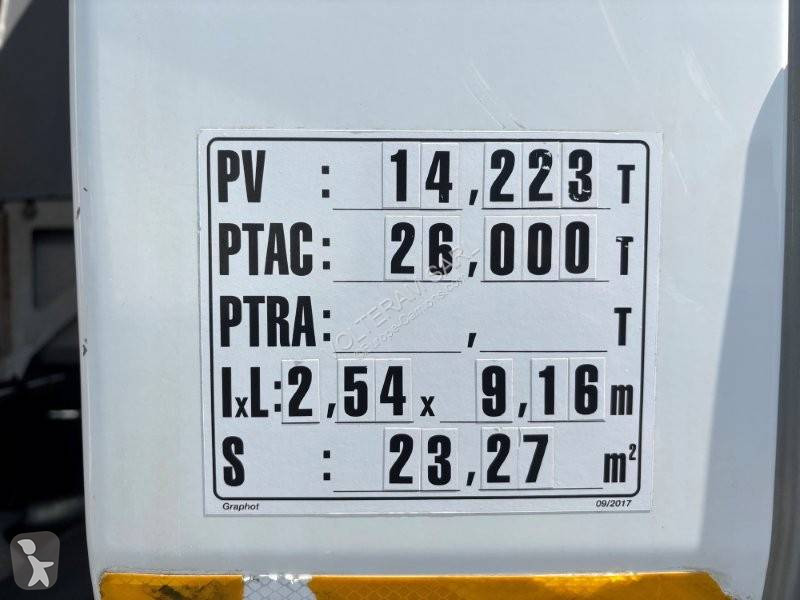 PV : 14,223 T
PTAC: 26,000 T
PTRA: , T
lxL: 2,54 x 9,16 m
S : 23,27 m²
Graphot 09/2017